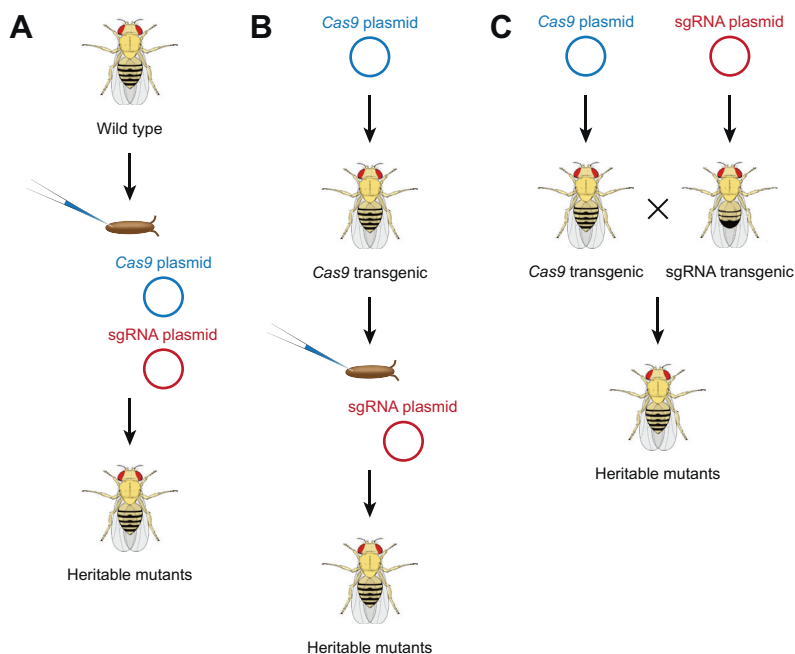 A
Wild type
Cas9 plasmid
sgRNA plasmid
Heritable mutants
B
Cas9 plasmid
Cas9 transgenic
sgRNA plasmid
Heritable mutants
C
Cas9 plasmid
sgRNA plasmid
Cas9 transgenic
sgRNA transgenic
Heritable mutants